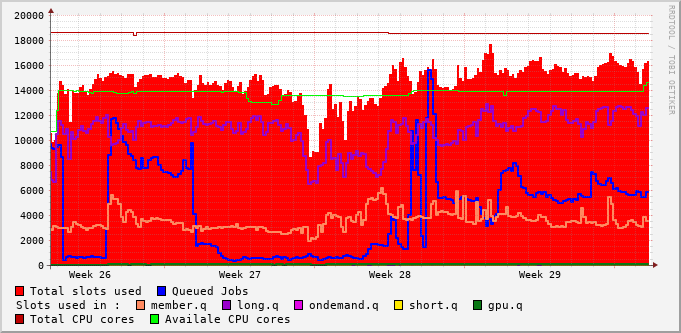 RRDTOOL / TOBI OETIKER
20000
18000
16000
14000
12000
10000
8000
6000
4000
2000
0
Week 26 Week 27 Week 28 Week 29
Total slots used Queued Jobs
Slots used in : member.q long.q ondemand.q short.q gpu.q
Total CPU cores Availale CPU cores